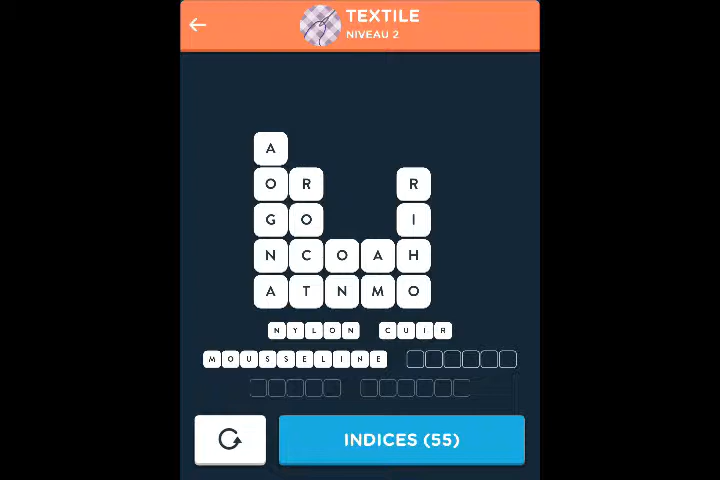 TEXTILE
NIVEAU 2
A
O R R
G O I
N C O A H
A T N M O
NYLON CUIR
MOUSSELINE
INDICES (55)